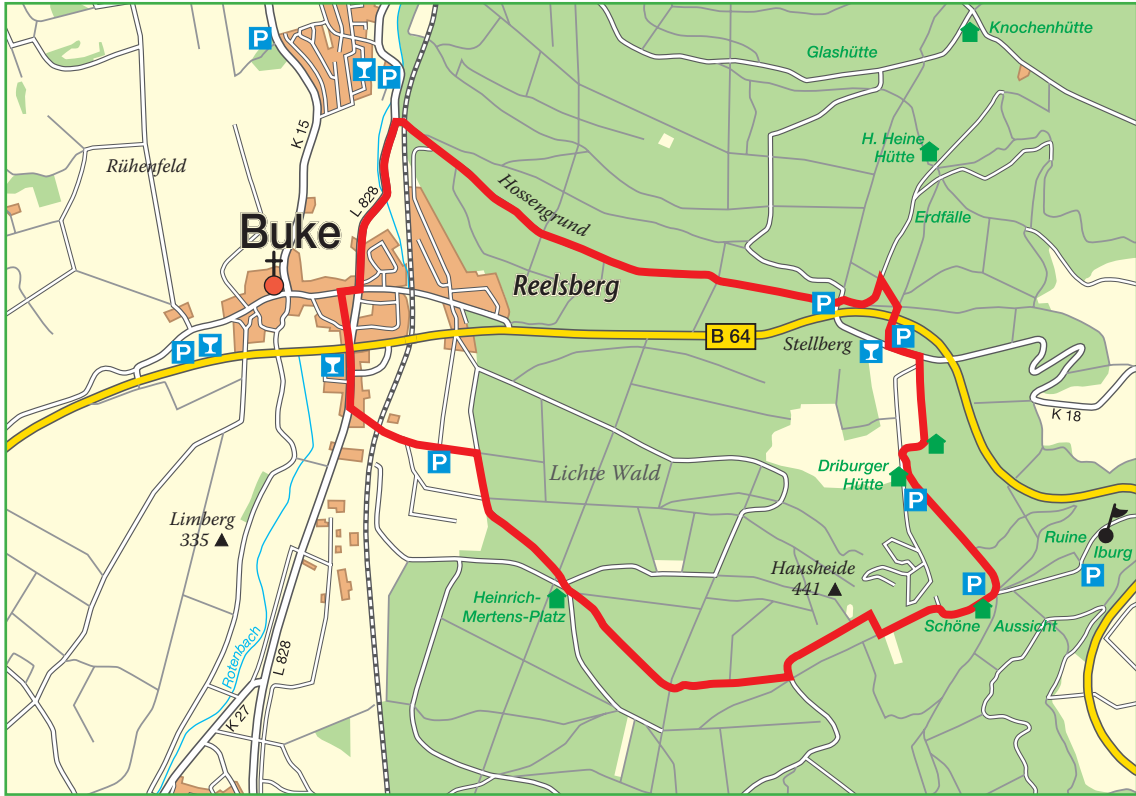 Knochenhütte
P
Glashütte
P
K 15
H. Heine
Hütte
Rühenfeld
Hossengrund
L 828
Erdfälle
Buke
Reelsberg
P
B 64
Stellberg
P
P
K 18
P
Lichte Wald
Driburger
Hütte
P
Limberg
335
Ruine
Iburg
Hausheide
441
P
P
Heinrich-
Mertens-Platz
Schöne Aussicht
Rotenbach
L 828
K 27